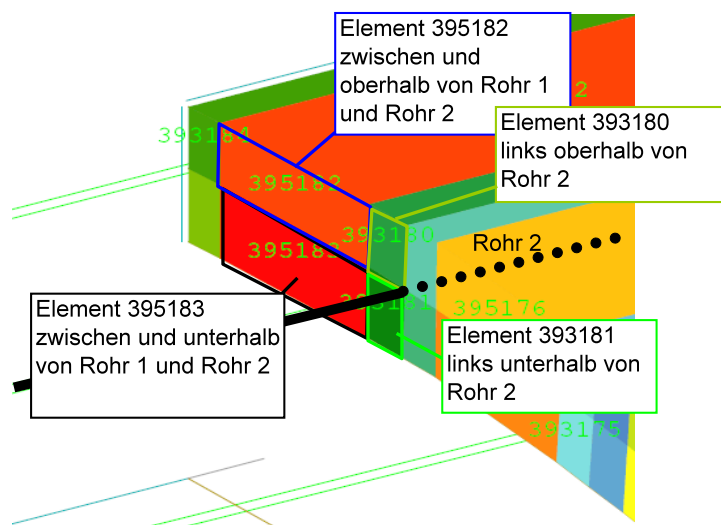 Element 395182
zwischen und
oberhalb von Rohr 1
und Rohr 2
2
Element 393180
links oberhalb von
Rohr 2
393184
395182
393180
Rohr 2
395183
395176
Element 395183
zwischen und unterhalb
von Rohr 1 und Rohr 2
Element 393181
links unterhalb von
Rohr 2
393175